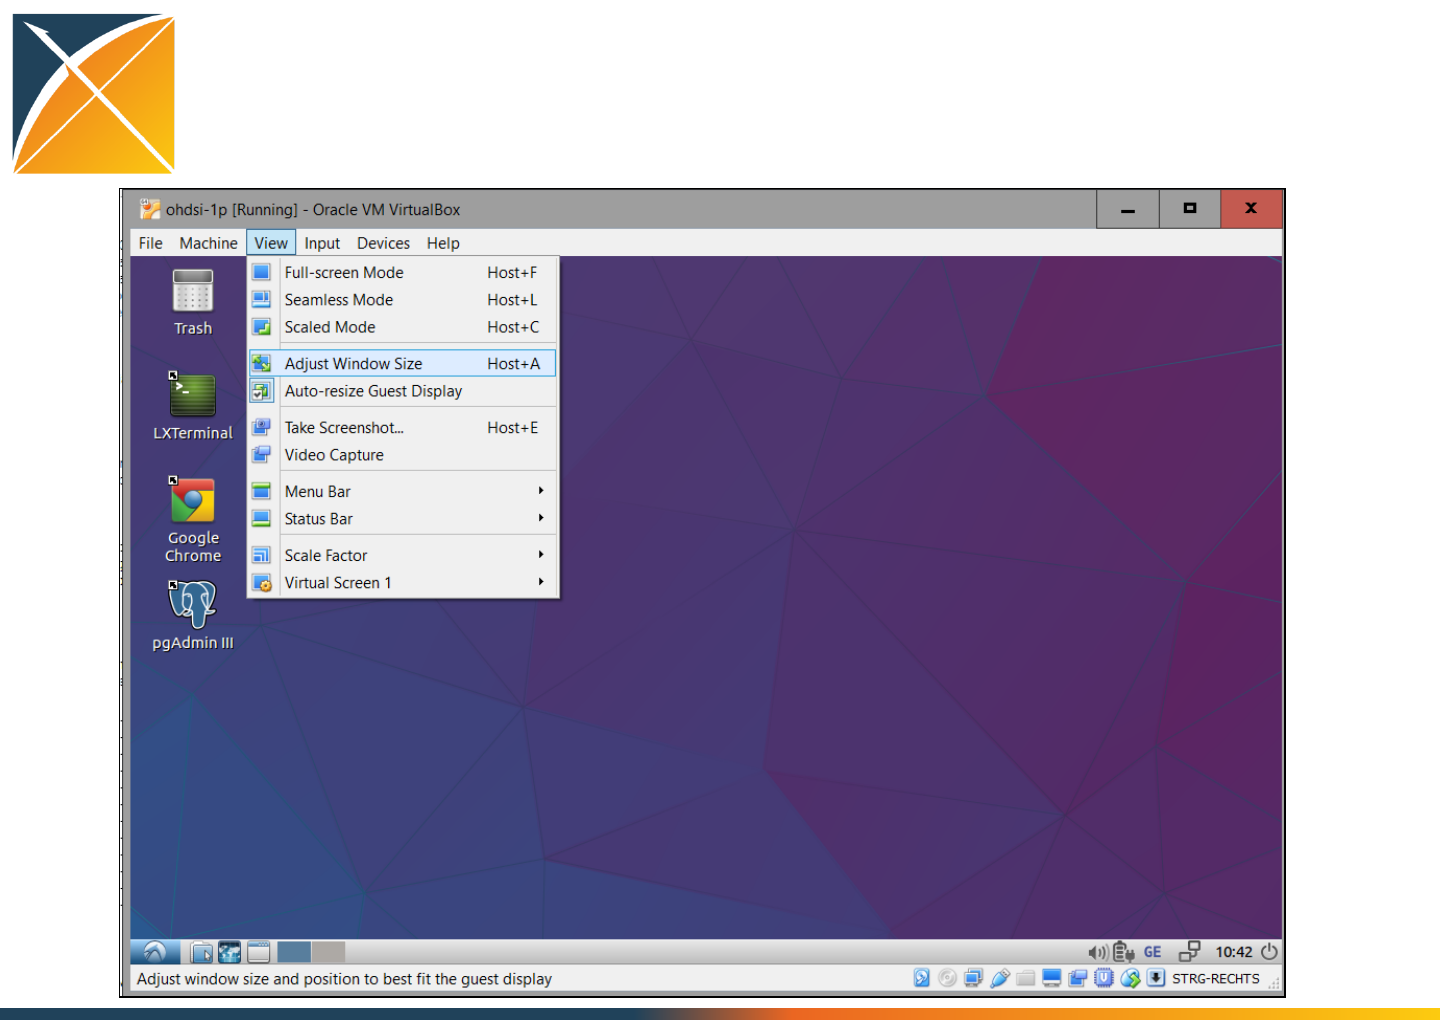 ohdsi-1p [Running] - Oracle VM VirtualBox
File Machine View Input Devices Help
Full-screen Mode Host+F
Seamless Mode Host+L
Scaled Mode Host+C
Adjust Window Size Host+A
Auto-resize Guest Display
Take Screenshot... Host+E
Video Capture
Menu Bar
Status Bar
Scale Factor
Virtual Screen 1
Trash
LXTerminal
Google
Chrome
pgAdmin III
GE 10:42
Adjust window size and position to best fit the guest display STRG-RECHTS